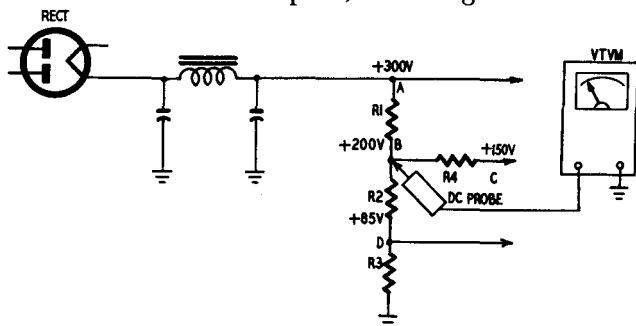 RECT
VTVM
+300V
A
R1
+200V B
+150V
R4 C
R2
DC PROBE
+85V
D
R3